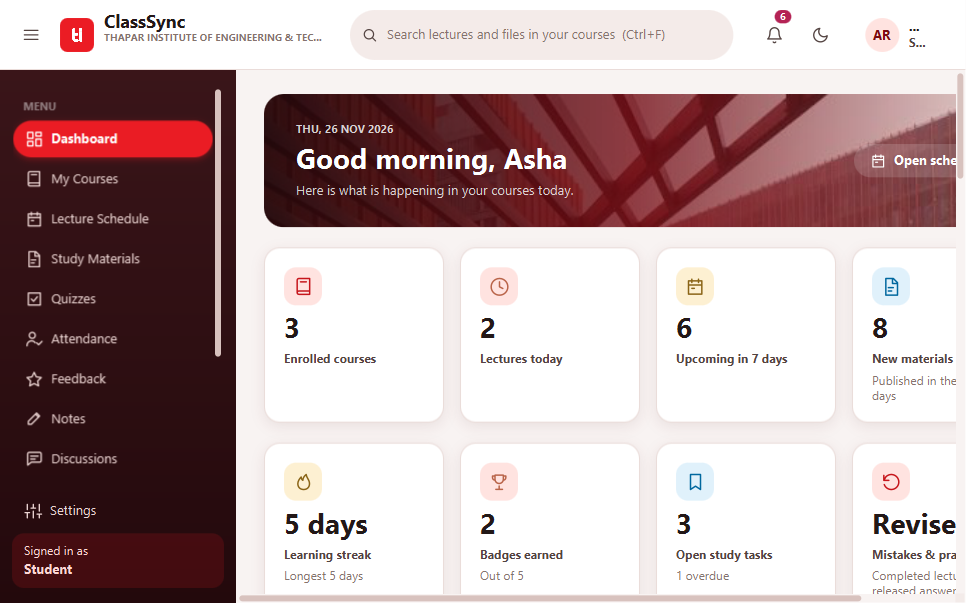 ClassSync
THAPAR INSTITUTE OF ENGINEERING & TEC...
Search lectures and files in your courses (Ctrl+F)
6
AR
...
S...
MENU
Dashboard
My Courses
Lecture Schedule
Study Materials
Quizzes
Attendance
Feedback
Notes
Discussions
Settings
Signed in as
Student
THU, 26 NOV 2026
Good morning, Asha
Here is what is happening in your courses today.
Open sche
3
Enrolled courses
2
Lectures today
6
Upcoming in 7 days
8
New materials
Published in the
days
5 days
Learning streak
Longest 5 days
2
Badges earned
Out of 5
3
Open study tasks
1 overdue
Revise
Mistakes & pra
Completed lectu
released answer